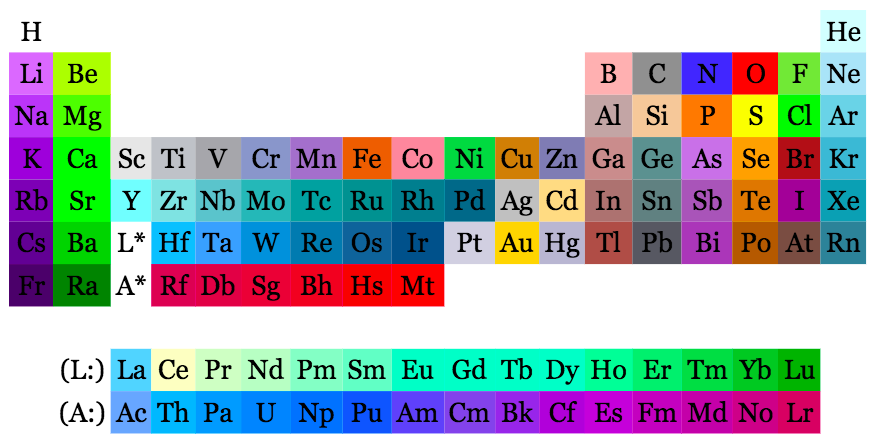 H He
Li Be B C N O F Ne
Na Mg Al Si P S Cl Ar
K Ca Sc Ti V Cr Mn Fe Co Ni Cu Zn Ga Ge As Se Br Kr
Rb Sr Y Zr Nb Mo Tc Ru Rh Pd Ag Cd In Sn Sb Te I Xe
Cs Ba L* Hf Ta W Re Os Ir Pt Au Hg Tl Pb Bi Po At Rn
Fr Ra A* Rf Db Sg Bh Hs Mt
(L:) La Ce Pr Nd Pm Sm Eu Gd Tb Dy Ho Er Tm Yb Lu
(A:) Ac Th Pa U Np Pu Am Cm Bk Cf Es Fm Md No Lr